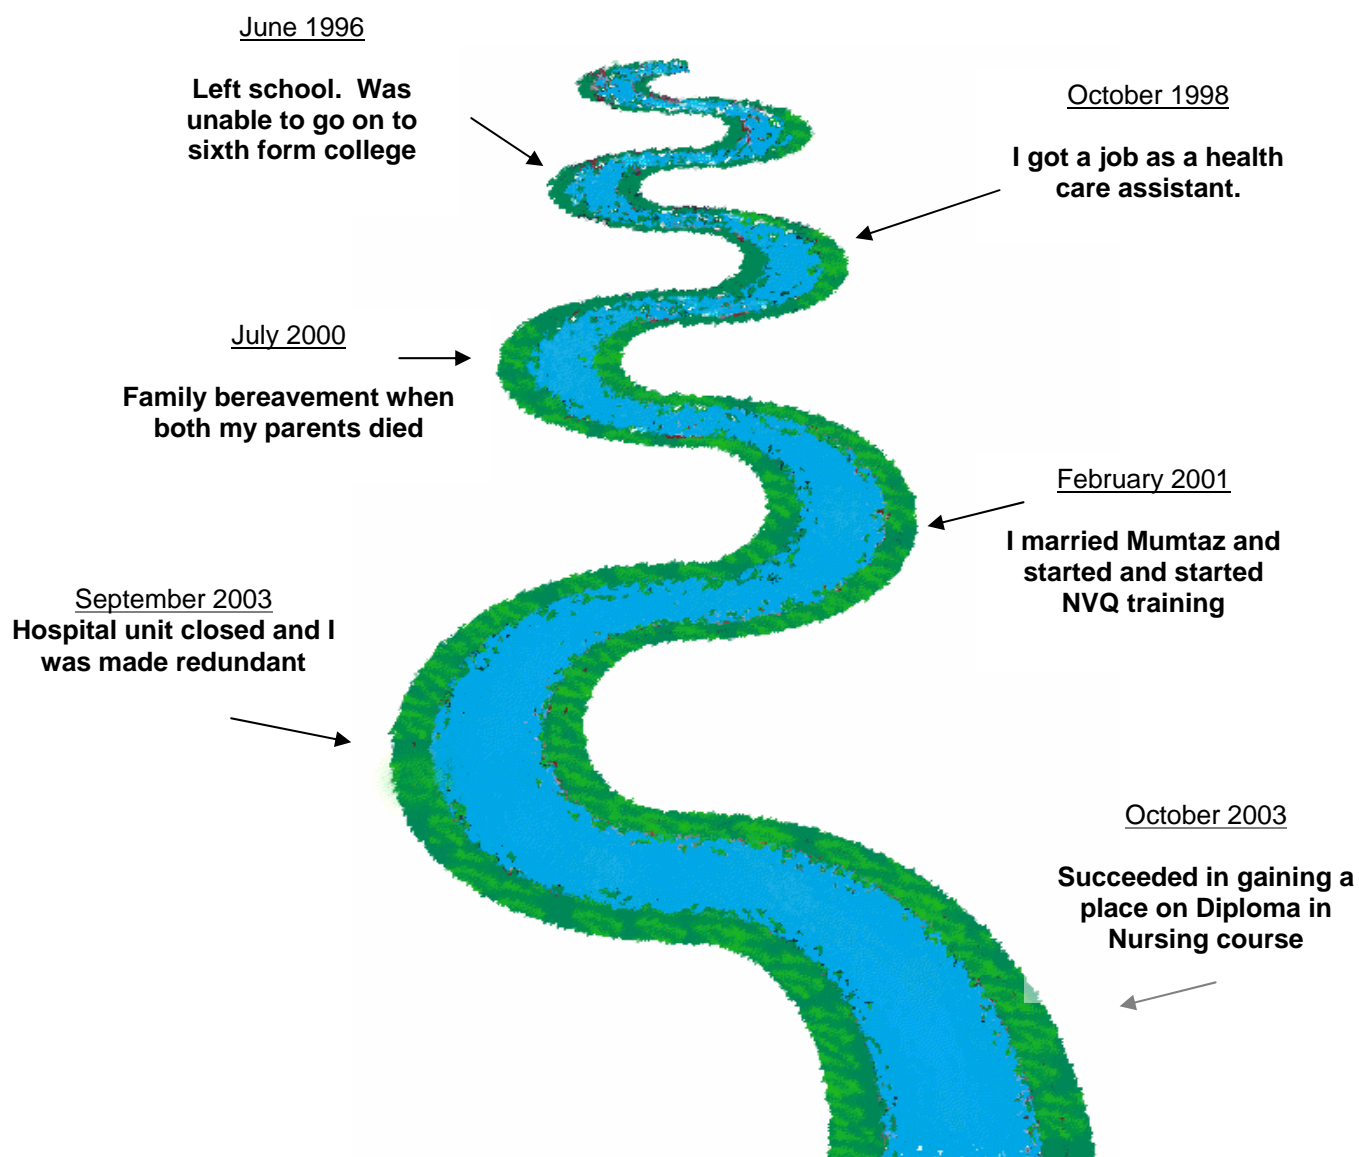 June 1996
Left school.  Was
unable to go on to
sixth form college
October 1998
I got a job as a health
care assistant.
July 2000
Family bereavement when
both my parents died
February 2001
I married Mumtaz and
started and started
NVQ training
September 2003
Hospital unit closed and I
was made redundant
October 2003
Succeeded in gaining a
place on Diploma in
Nursing course